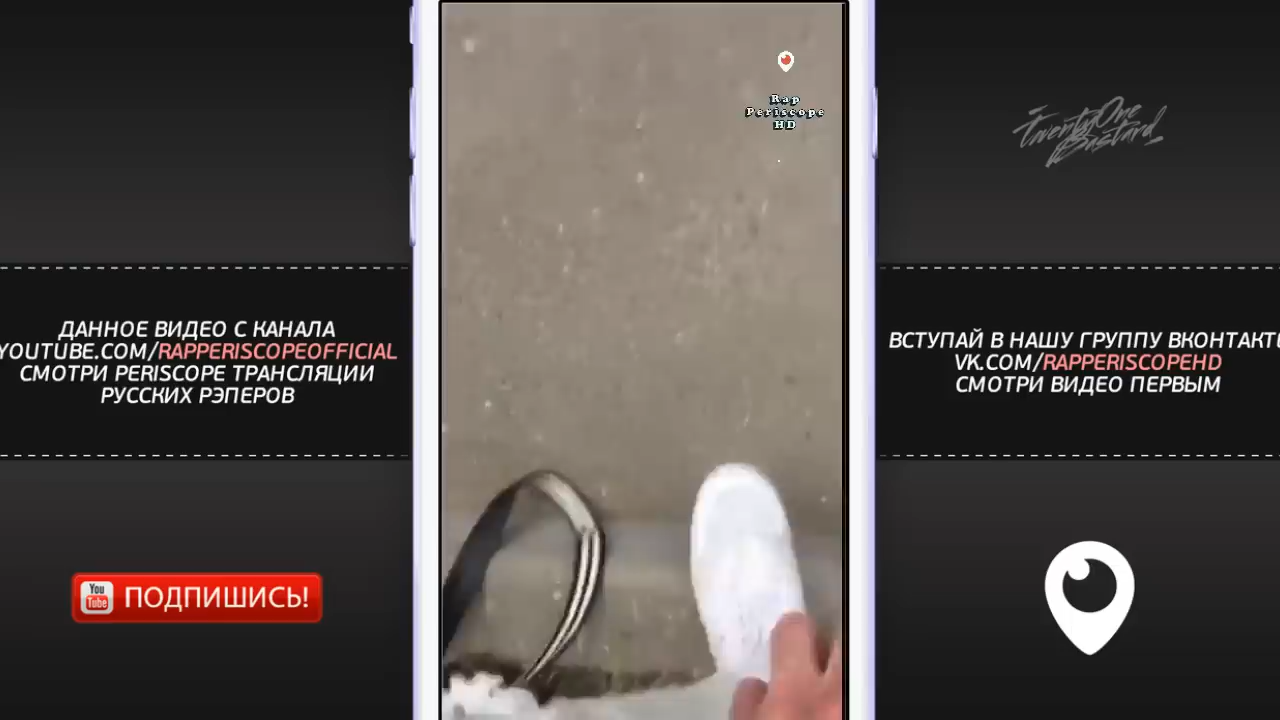 ДАННОЕ ВИДЕО С КАНАЛА
YOUTUBE.COM/RAPPERISCOPEOFFICIAL
СМОТРИ PERISCOPE ТРАНСЛЯЦИИ
РУССКИХ РЭПЕРОВ
You
Tube
ПОДПИШИСЬ!
Rap
Periscope
HD
TwentyOne
Bastard
ВСТУПАЙ В НАШУ ГРУППУ ВКОНТАКТЕ
VK.COM/RAPPERISCOPEHD
СМОТРИ ВИДЕО ПЕРВЫМ